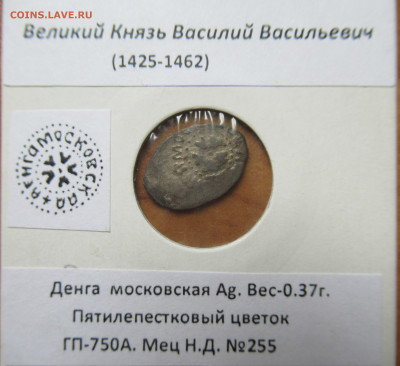 COINS.LAVE.RU
Великий Князь Василий Васильевич
(1425-1462)
ДЕНГАМОСКОВСКАЯ
Денга московская Ag. Вес-0.37г.
Пятилепестковый цветок
ГП-750А. Мец Н.Д. №255